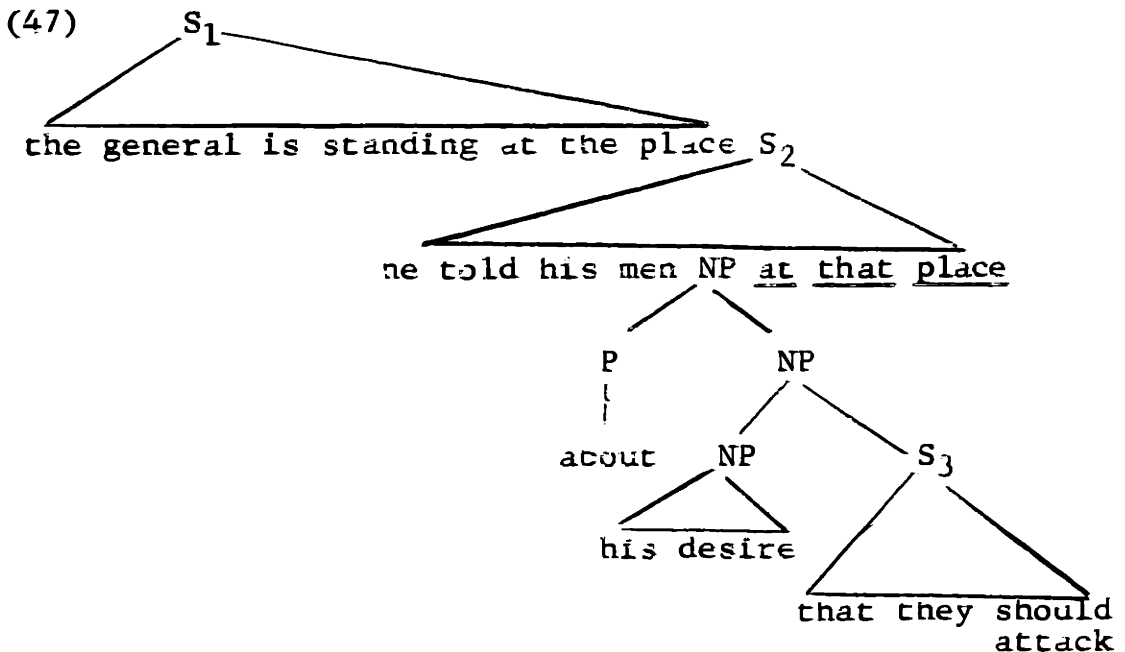 (47) S1
the general is standing at the place S2
he told his men NP at that place
P NP
about NP S3
his desire
that they should
attack